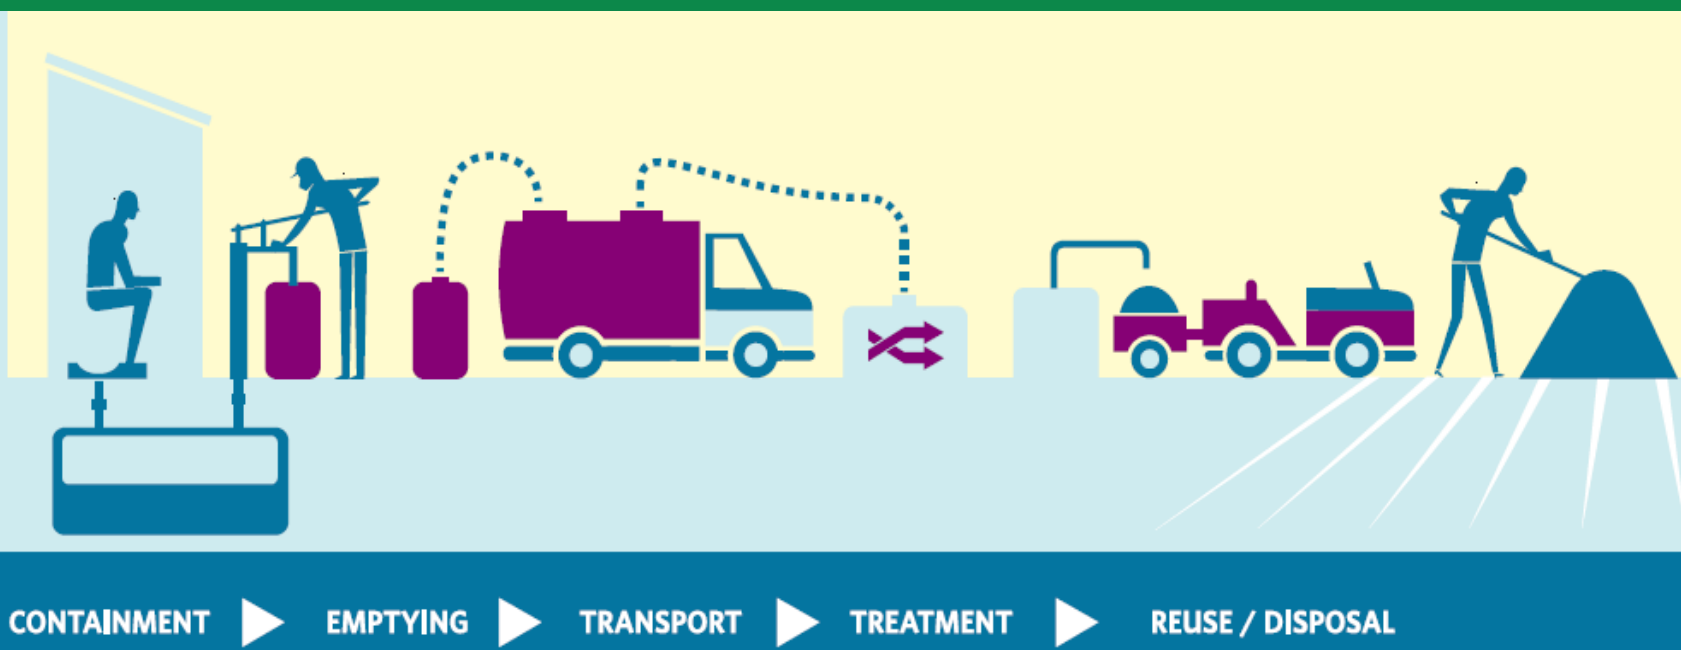 CONTAINMENT EMPTYING TRANSPORT TREATMENT REUSE / DISPOSAL